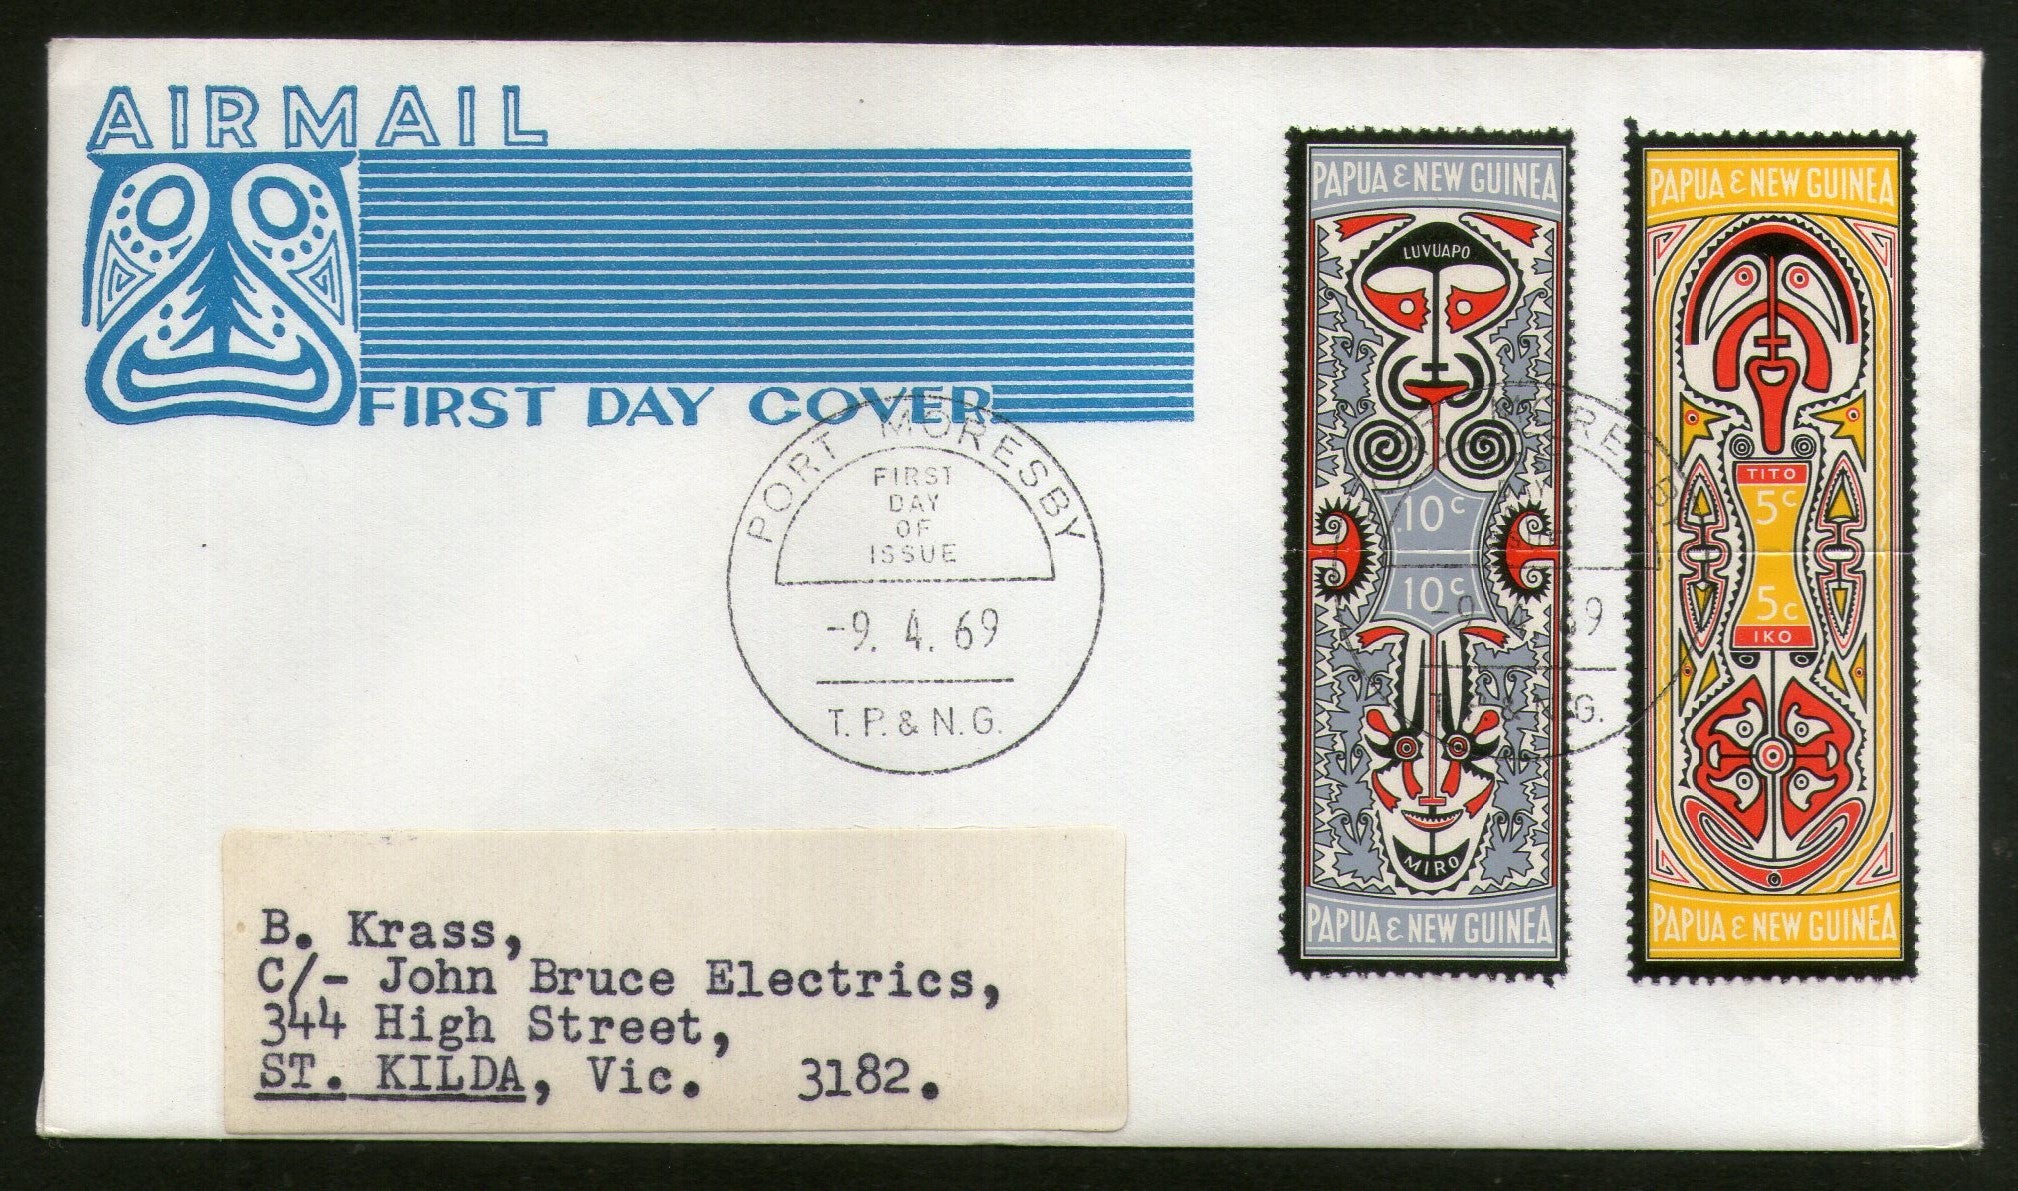 AIRMAIL
FIRST DAY COVER
PORT MORESBY
FIRST
DAY
OF
ISSUE
-9. 4. 69
T. P. & N. G.
PAPUA & NEW GUINEA
LUVUAPO
10c
10c
MIRO
PAPUA & NEW GUINEA
PAPUA & NEW GUINEA
TITO
5c
5c
IKO
PAPUA & NEW GUINEA
B. Krass,
C/- John Bruce Electrics,
344 High Street,
ST. KILDA, Vic. 3182.